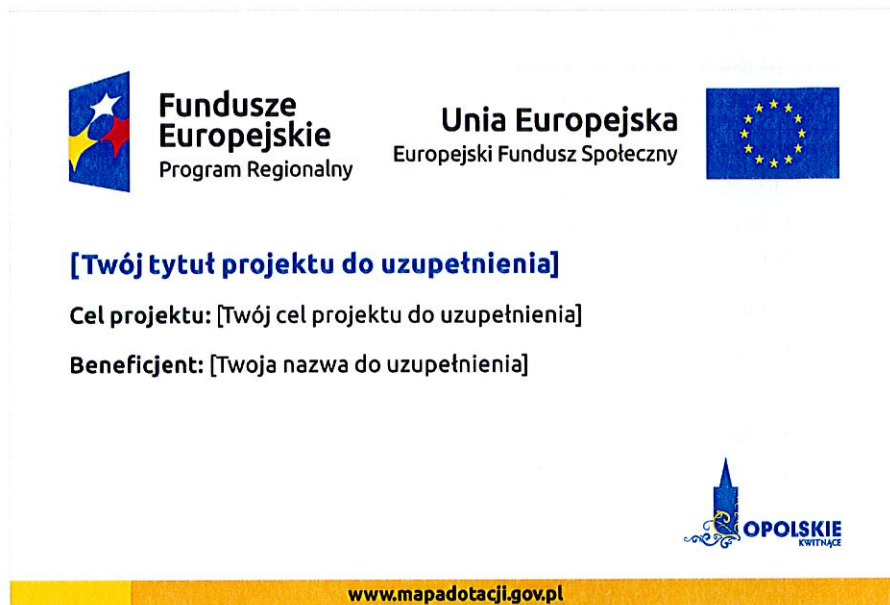 Fundusze
Europejskie
Program Regionalny
Unia Europejska
Europejski Fundusz Społeczny
[Twój tytuł projektu do uzupełnienia]
Cel projektu: [Twój cel projektu do uzupełnienia]
Beneficjent: [Twoja nazwa do uzupełnienia]
OPOLSKIE
KWITNĄCE
www.mapadotacji.gov.pl